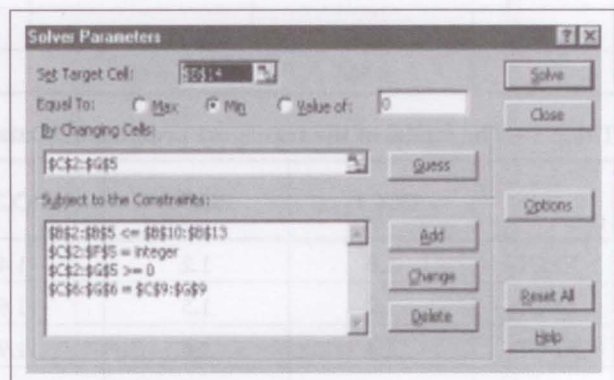 Solver Parameters
Set Target Cell: $B$14 Solve
Equal To: Max Min Value of: 0 Close
By Changing Cells:
$C$2:$G$5 Guess
Subject to the Constraints: Options
$B$2:$B$5 <= $B$10:$B$13 Add
$C$2:$F$5 = integer
$C$2:$G$5 >= 0 Change
$C$6:$G$6 = $C$9:$G$9 Reset All
Delete
Help